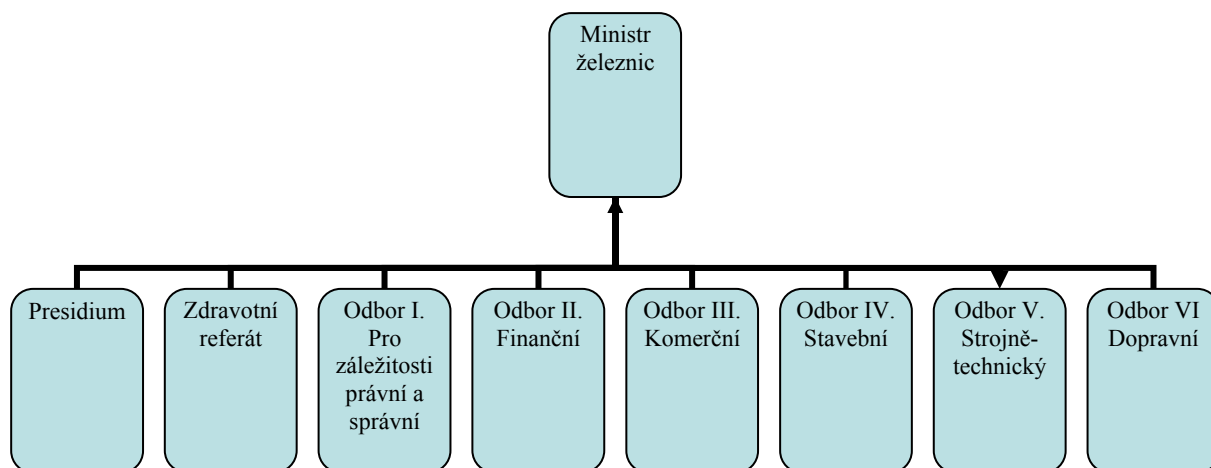 Ministr
železnic
Presidium
Zdravotní
referát
Odbor I.
Pro
záležitosti
právní a
správní
Odbor II.
Finanční
Odbor III.
Komerční
Odbor IV.
Stavební
Odbor V.
Strojně-
technický
Odbor VI
Dopravní